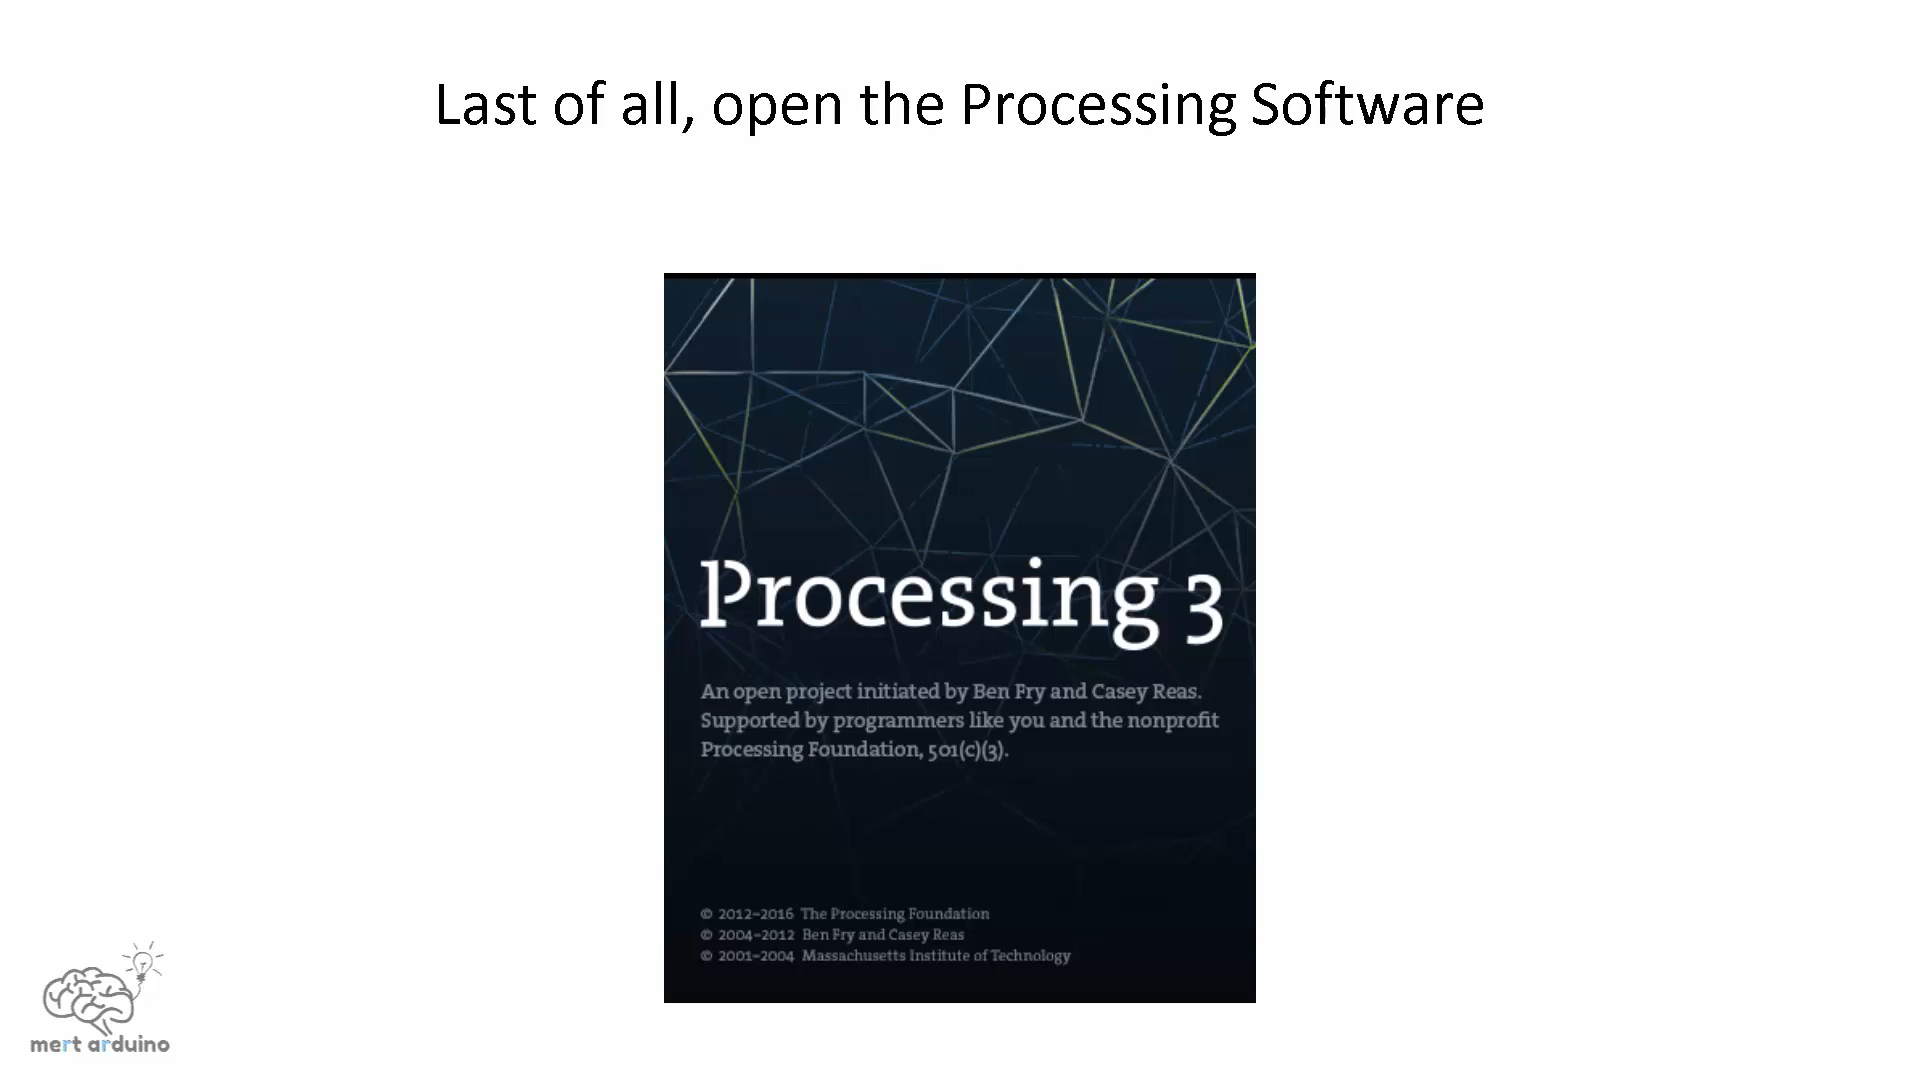 Last of all, open the Processing Software
Processing 3
An open project initiated by Ben Fry and Casey Reas.
Supported by programmers like you and the nonprofit
Processing Foundation, 501(c)(3).
© 2012–2016 The Processing Foundation
© 2004–2012 Ben Fry and Casey Reas
© 2001–2004 Massachusetts Institute of Technology
mert arduino